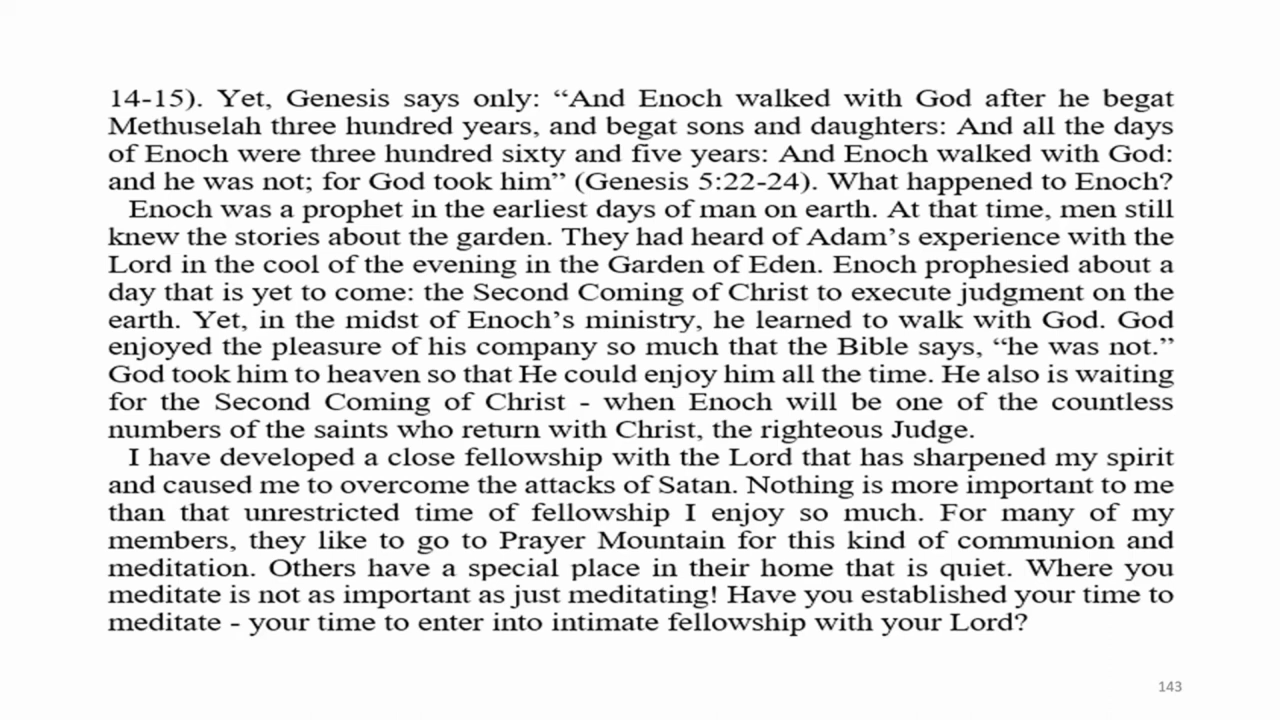 14-15). Yet, Genesis says only: “And Enoch walked with God after he begat
Methuselah three hundred years, and begat sons and daughters: And all the days
of Enoch were three hundred sixty and five years: And Enoch walked with God:
and he was not; for God took him” (Genesis 5:22-24). What happened to Enoch?
Enoch was a prophet in the earliest days of man on earth. At that time, men still
knew the stories about the garden. They had heard of Adam’s experience with the
Lord in the cool of the evening in the Garden of Eden. Enoch prophesied about a
day that is yet to come: the Second Coming of Christ to execute judgment on the
earth. Yet, in the midst of Enoch’s ministry, he learned to walk with God. God
enjoyed the pleasure of his company so much that the Bible says, “he was not.”
God took him to heaven so that He could enjoy him all the time. He also is waiting
for the Second Coming of Christ - when Enoch will be one of the countless
numbers of the saints who return with Christ, the righteous Judge.
I have developed a close fellowship with the Lord that has sharpened my spirit
and caused me to overcome the attacks of Satan. Nothing is more important to me
than that unrestricted time of fellowship I enjoy so much. For many of my
members, they like to go to Prayer Mountain for this kind of communion and
meditation. Others have a special place in their home that is quiet. Where you
meditate is not as important as just meditating! Have you established your time to
meditate - your time to enter into intimate fellowship with your Lord?
143